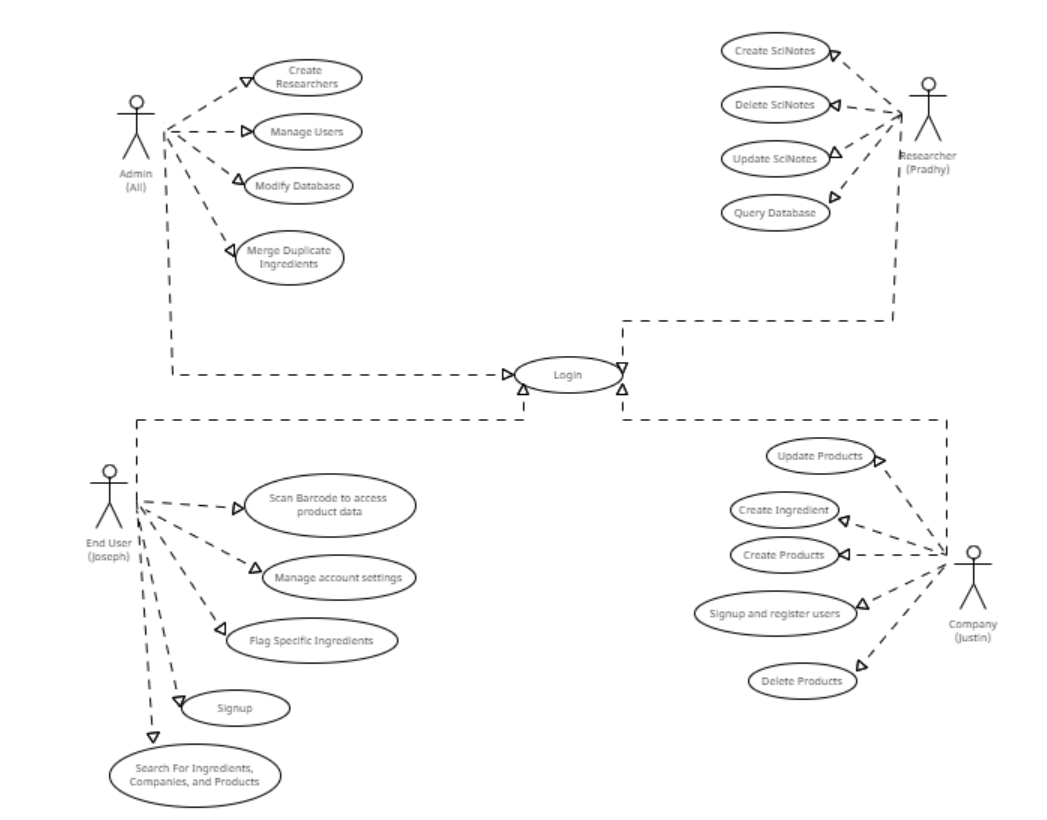 Create
Researchers
Manage Users
Admin
(Ali)
Modify Database
Merge Duplicate
Ingredients
Create SciNotes
Delete SciNotes
Update SciNotes
Researcher
(Pradhy)
Query Database
Login
End User
(Joseph)
Scan Barcode to access
product data
Manage account settings
Flag Specific Ingredients
Signup
Search For Ingredients,
Companies, and Products
Update Products
Create Ingredient
Create Products
Signup and register users
Company
(Justin)
Delete Products